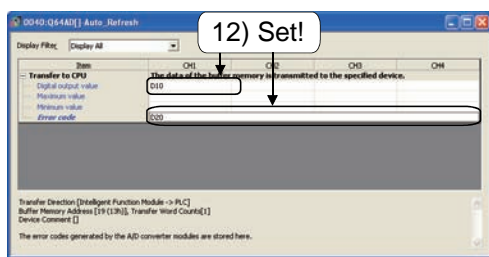 0040:Q64AD[]-Auto_Refresh
12) Set!
Display Filter Display All
Item CH1 CH2 CH3 CH4
Transfer to CPU The data of the buffer memory is transmitted to the specified device.
Digital output value D10
Maximum value
Minimum value
Error code D20
Transfer Direction [Intelligent Function Module -> PLC]
Buffer Memory Address [19 (13h)], Transfer Word Counts[1]
Device Comment []
The error codes generated by the A/D converter modules are stored here.